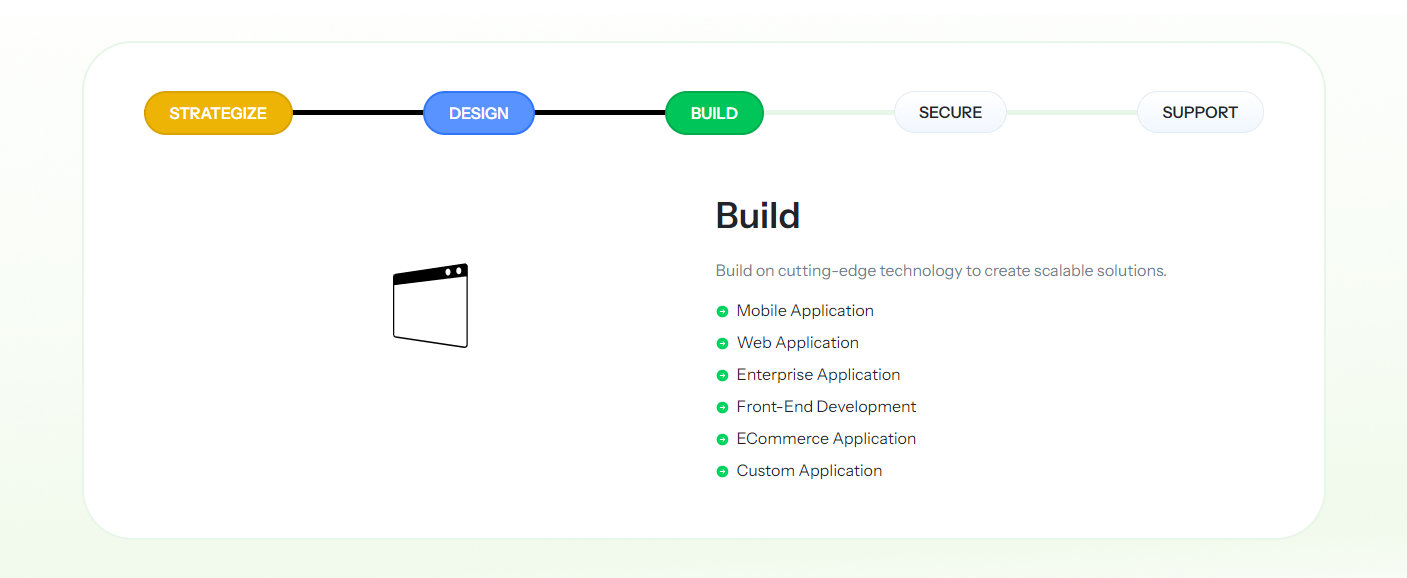 STRATEGIZE DESIGN BUILD SECURE SUPPORT
Build
Build on cutting-edge technology to create scalable solutions.
Mobile Application
Web Application
Enterprise Application
Front-End Development
ECommerce Application
Custom Application